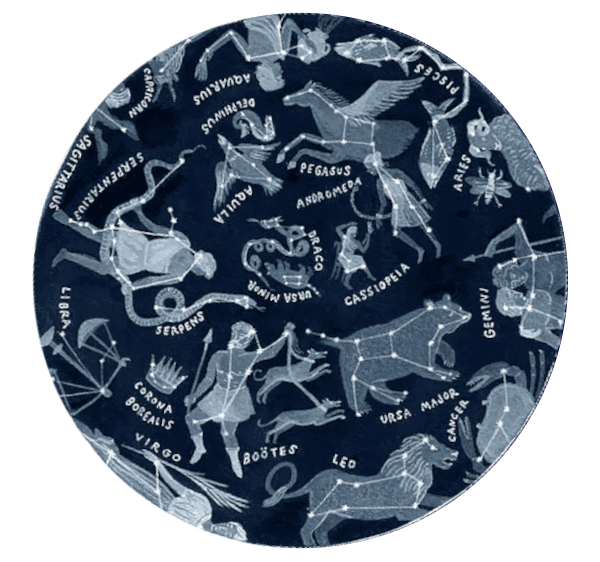 PISCES
AQUARIUS
CAPRICORN
DELPHINUS
SAGITTARIUS
SERPENTARIUS
AQUILA
PEGASUS
ANDROMEDA
ARIES
DRACO
URSA MINOR
CASSIOPEIA
GEMINI
LIBRA
SERPENS
CORONA
BOREALIS
VIRGO
BOÖTES
URSA MAJOR
CANCER
LEO